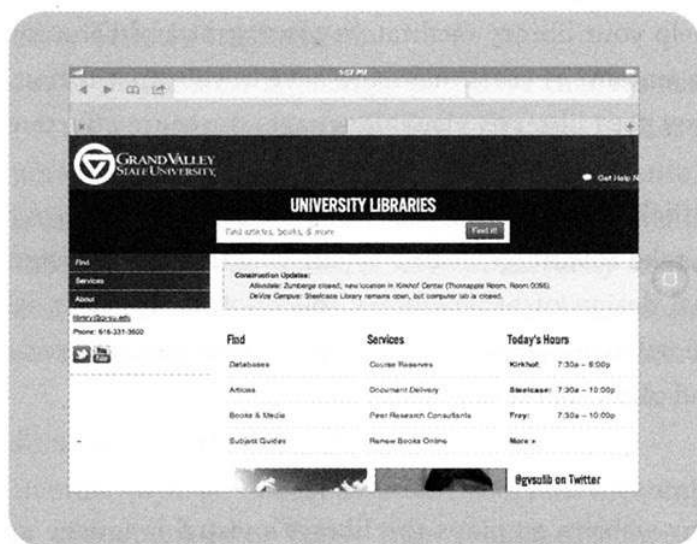 1:07 PM
GRAND VALLEY
STATE UNIVERSITY
Get Help N
UNIVERSITY LIBRARIES
Find articles, books, & more
Find it!
Find
Services
About
Phone: 616-331-3500
Construction Updates:
Allendale: Zumberge closed; new location in Kirkhof Center (Thornapple Room, Room 0055).
DeVos Campus: Steelcase Library remains open, but computer lab is closed.
Find
Databases
Articles
Books & Media
Subject Guides
Services
Course Reserves
Document Delivery
Peer Research Consultants
Renew Books Online
Today's Hours
Kirkhof: 7:30a – 8:00p
Steelcase: 7:30a – 10:00p
Frey: 7:30a – 10:00p
More »
@gvsulib on Twitter